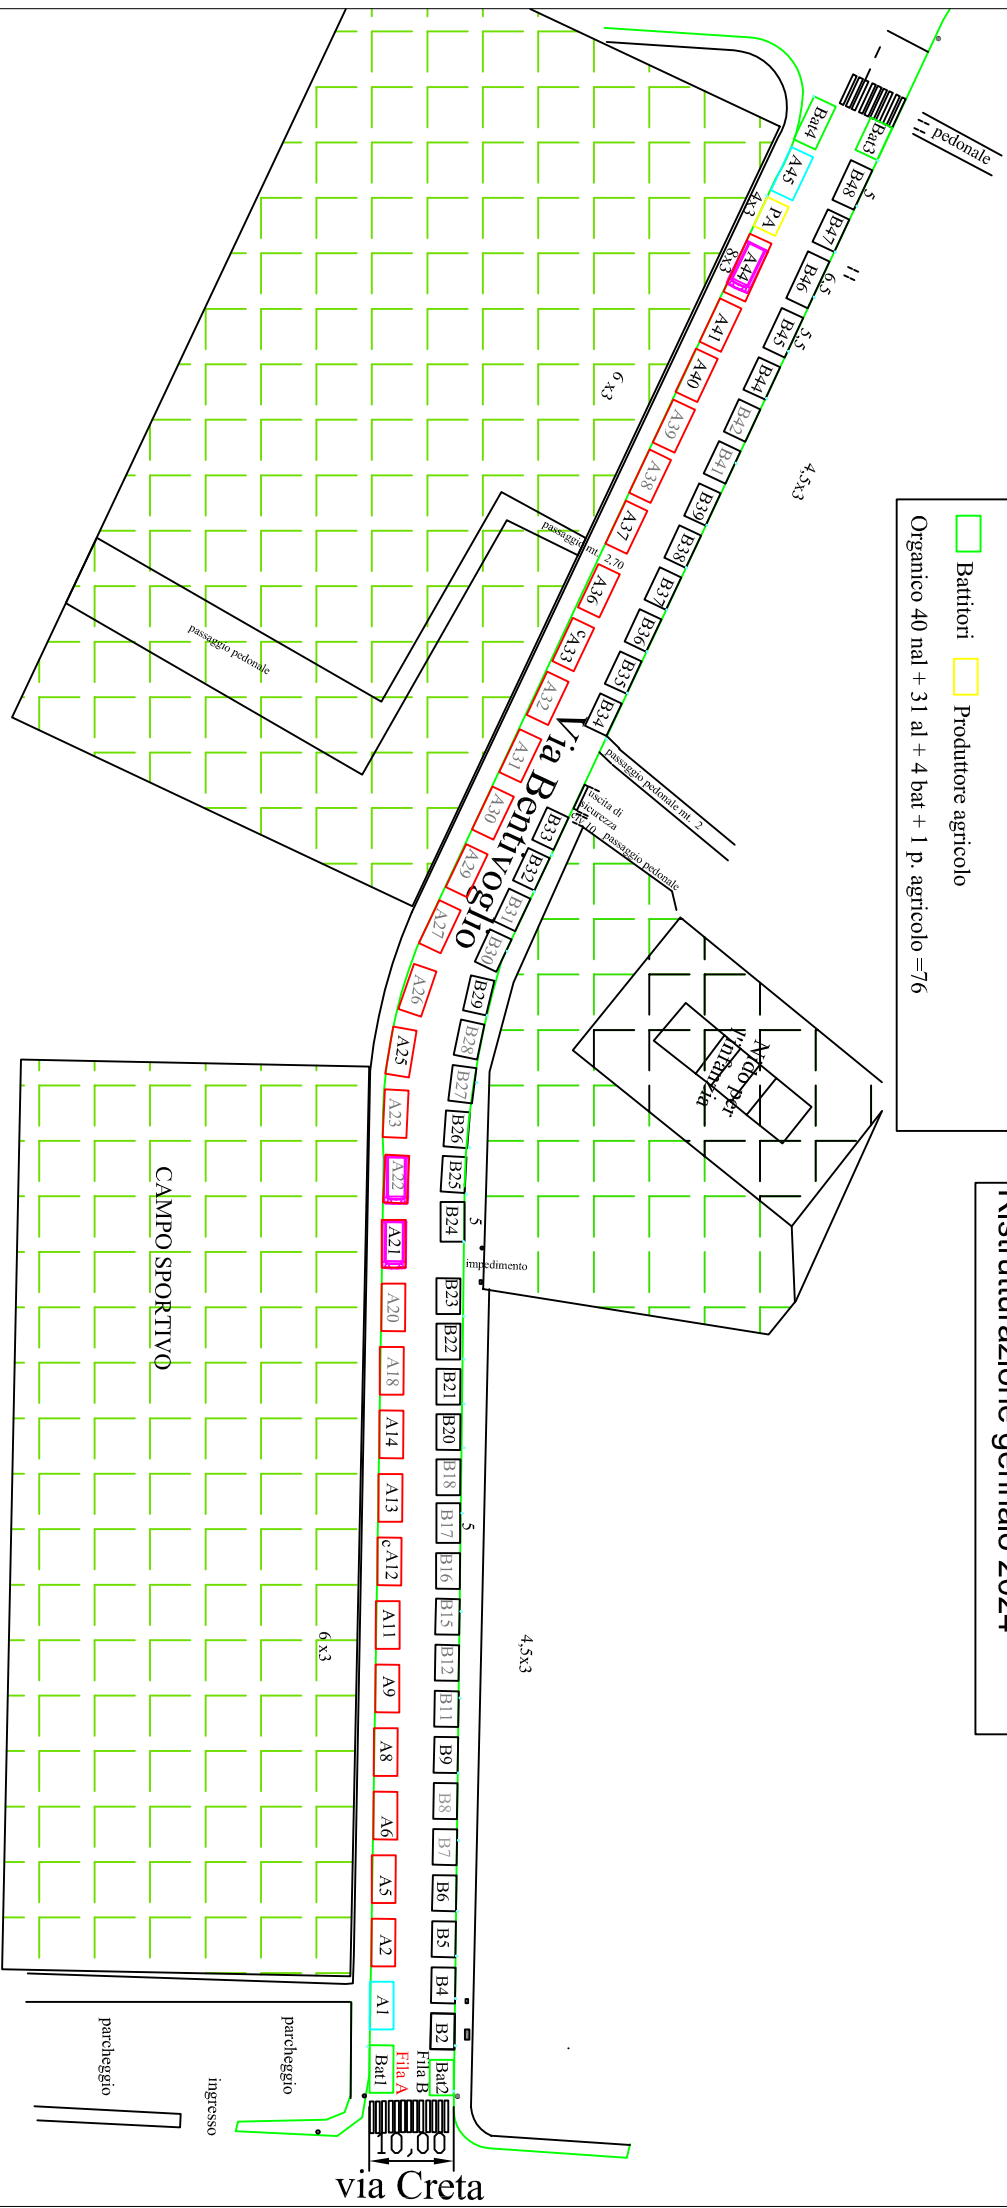 pedonale
Bat4
Bat3
A45
B48
5
4x3
PA
B47
8x3
A44
B46
6,5
A41
B45
5,5
A40
B44
6 x3
A39
B42
A38
B41
4,5x3
A37
B39
passaggio mt. 2,70
B38
A36
B37
c A33
B36
passaggio pedonale
B35
A32
B34
Via Bentivoglio
A31
passaggio pedonale mt. 2
A30
uscita di
sicurezza
civ.10
passaggio pedonale
B33
A29
B32
A27
B31
B30
A26
B29
A25
B28
A23
B27
B26
A22
B25
A21
B24
5
impedimento
A20
B23
A18
B22
B21
A14
B20
A13
B18
B17
5
c A12
B16
A11
B15
A9
B12
B11
A8
B9
A6
B8
B7
A5
B6
A2
B5
A1
B4
B2
Bat1
Bat2
Fila A
Fila B
10,00
via Creta
Nido per
l'infanzia
CAMPO SPORTIVO
6 x3
4,5x3
parcheggio
parcheggio
ingresso
Battitori
Produttore agricolo
Organico 40 nal + 31 al + 4 bat + 1 p. agricolo =76
Ristrutturazione gennaio 2024